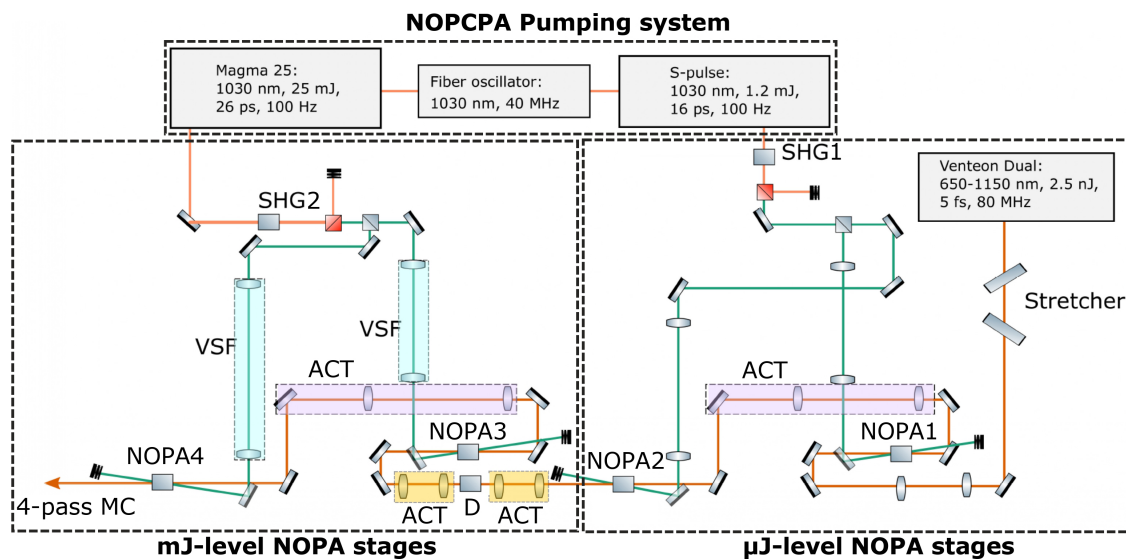 NOPCPA Pumping system
Magma 25:
1030 nm, 25 mJ,
26 ps, 100 Hz
Fiber oscillator:
1030 nm, 40 MHz
S-pulse:
1030 nm, 1.2 mJ,
16 ps, 100 Hz
SHG1
Venteon Dual:
650-1150 nm, 2.5 nJ,
5 fs, 80 MHz
SHG2
Stretcher
VSF
VSF
ACT
ACT
NOPA3
NOPA1
NOPA4
NOPA2
4-pass MC
ACT
D
ACT
mJ-level NOPA stages
µJ-level NOPA stages